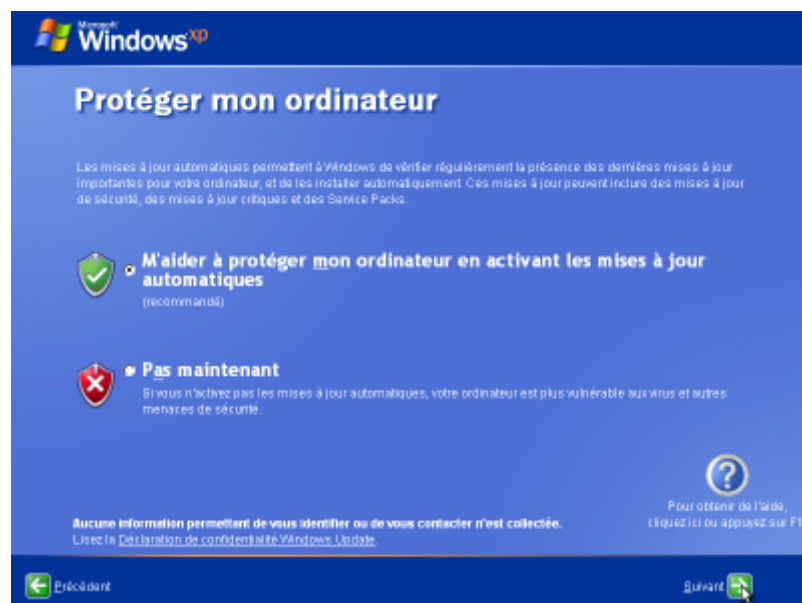 Microsoft
Windows xp
Protéger mon ordinateur
Les mises à jour automatiques permettent à Windows de vérifier régulièrement la présence des dernières mises à jour
importantes pour votre ordinateur, et de les installer automatiquement. Ces mises à jour peuvent inclure des mises à jour
de sécurité, des mises à jour critiques et des Service Packs.
M'aider à protéger mon ordinateur en activant les mises à jour
automatiques
(recommandé)
Pas maintenant
Si vous n'activez pas les mises à jour automatiques, votre ordinateur est plus vulnérable aux virus et autres
menaces de sécurité.
Pour obtenir de l'aide,
cliquez ici ou appuyez sur F1
Aucune information permettant de vous identifier ou de vous contacter n'est collectée.
Lisez la Déclaration de confidentialité Windows Update.
Précédent
Suivant